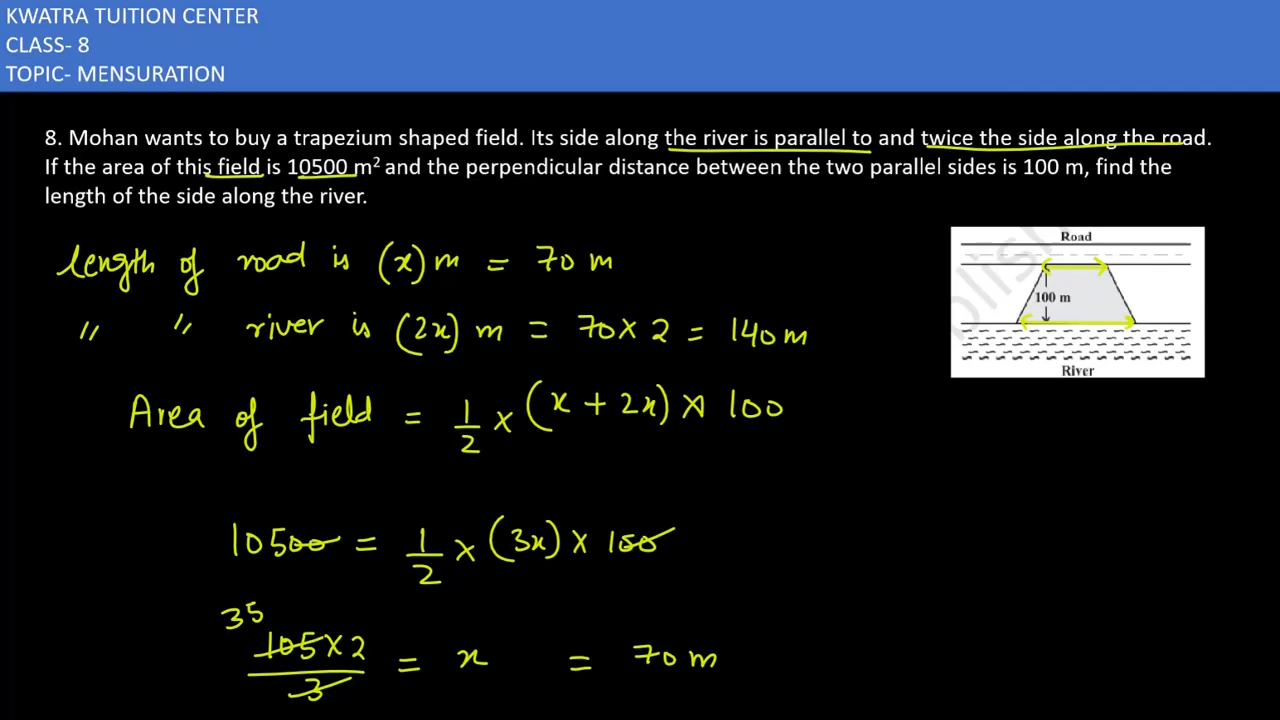 KWATRA TUITION CENTER
CLASS- 8
TOPIC- MENSURATION
8. Mohan wants to buy a trapezium shaped field. Its side along the river is parallel to and twice the side along the road.
If the area of this field is 10500 m² and the perpendicular distance between the two parallel sides is 100 m, find the
length of the side along the river.
length of road is (x) m = 70 m
" " river is (2x) m = 70 x 2 = 140 m
Area of field = 1/2 x (x + 2x) x 100
10500 = 1/2 x (3x) x 100
35
105 x 2 / 3 = x = 70 m
Road
100 m
River